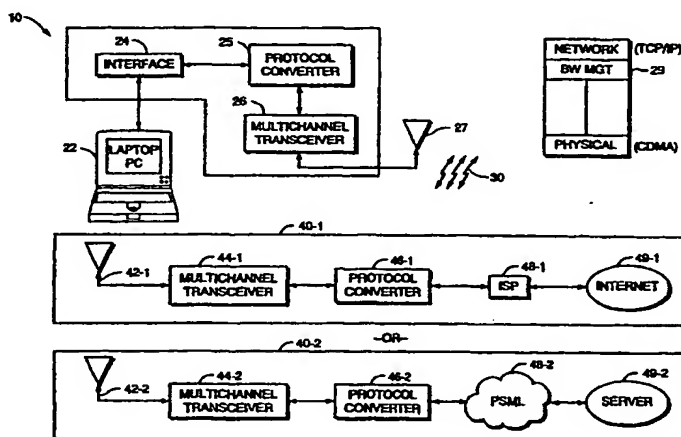 10
24
25
INTERFACE
PROTOCOL
CONVERTER
26
MULTICHANNEL
TRANSCEIVER
27
22
LAPTOP
PC
30
NETWORK (TCP/IP)
BW MGT 29
PHYSICAL (CDMA)
40-1
42-1
44-1
MULTICHANNEL
TRANSCEIVER
46-1
PROTOCOL
CONVERTER
48-1
ISP
49-1
INTERNET
-OR-
40-2
42-2
44-2
MULTICHANNEL
TRANSCEIVER
46-2
PROTOCOL
CONVERTER
48-2
PSML
49-2
SERVER